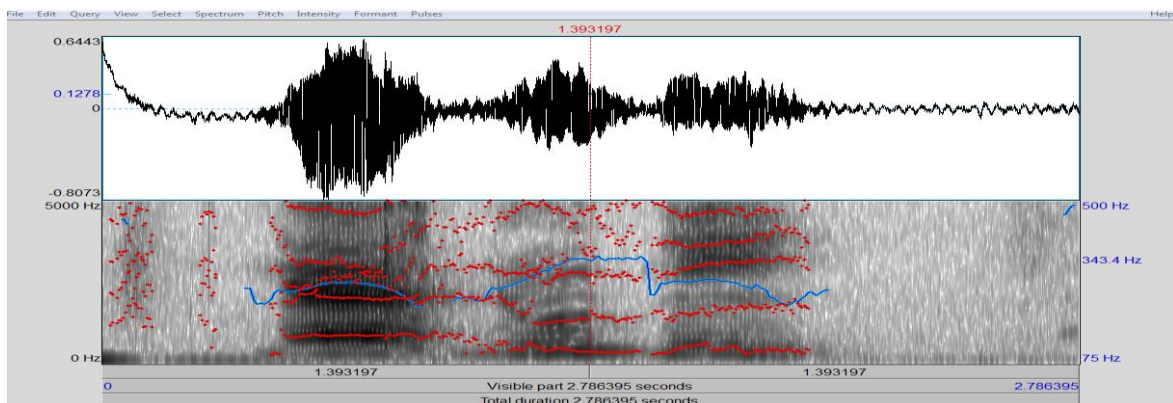 File Edit Query View Select Spectrum Pitch Intensity Formant Pulses Help
1.393197
0.6443
0.1278
0
-0.8073
5000 Hz 500 Hz
343.4 Hz
0 Hz 75 Hz
1.393197 1.393197
0 Visible part 2.786395 seconds 2.786395
Total duration 2.786395 seconds